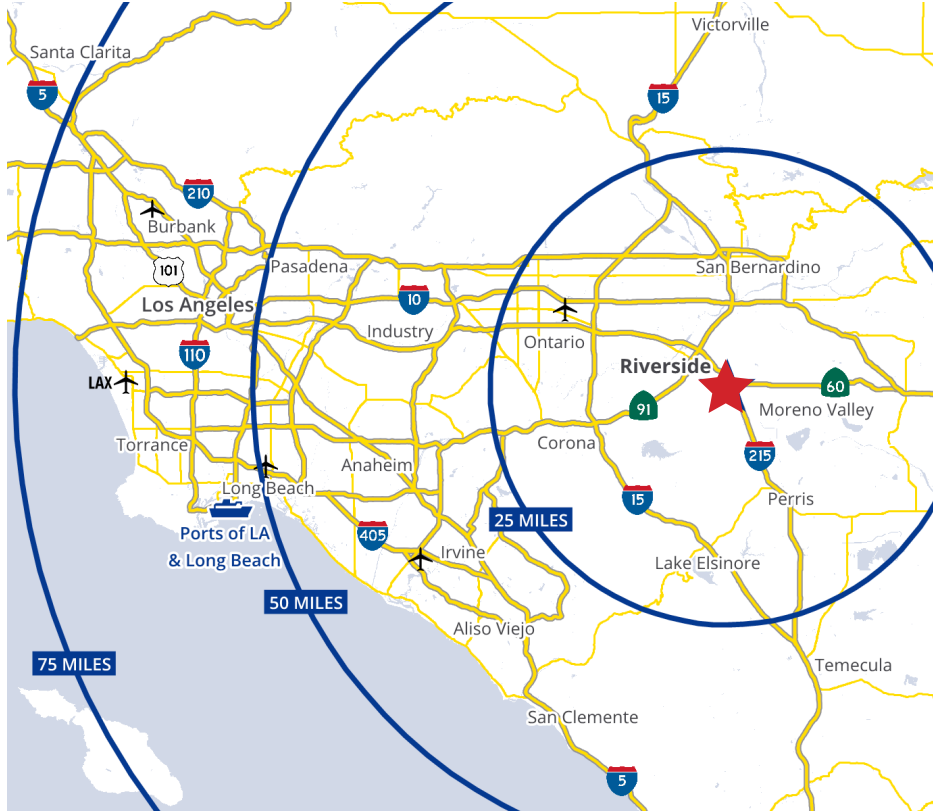 Victorville
Santa Clarita
5
15
210
Burbank
101
Pasadena
San Bernardino
Los Angeles
10
Industry
Ontario
110
Riverside
LAX
60
91
Moreno Valley
Torrance
Corona
Anaheim
215
Long Beach
15
Perris
Ports of LA
& Long Beach
25 MILES
405
Irvine
Lake Elsinore
50 MILES
Aliso Viejo
75 MILES
Temecula
San Clemente
5